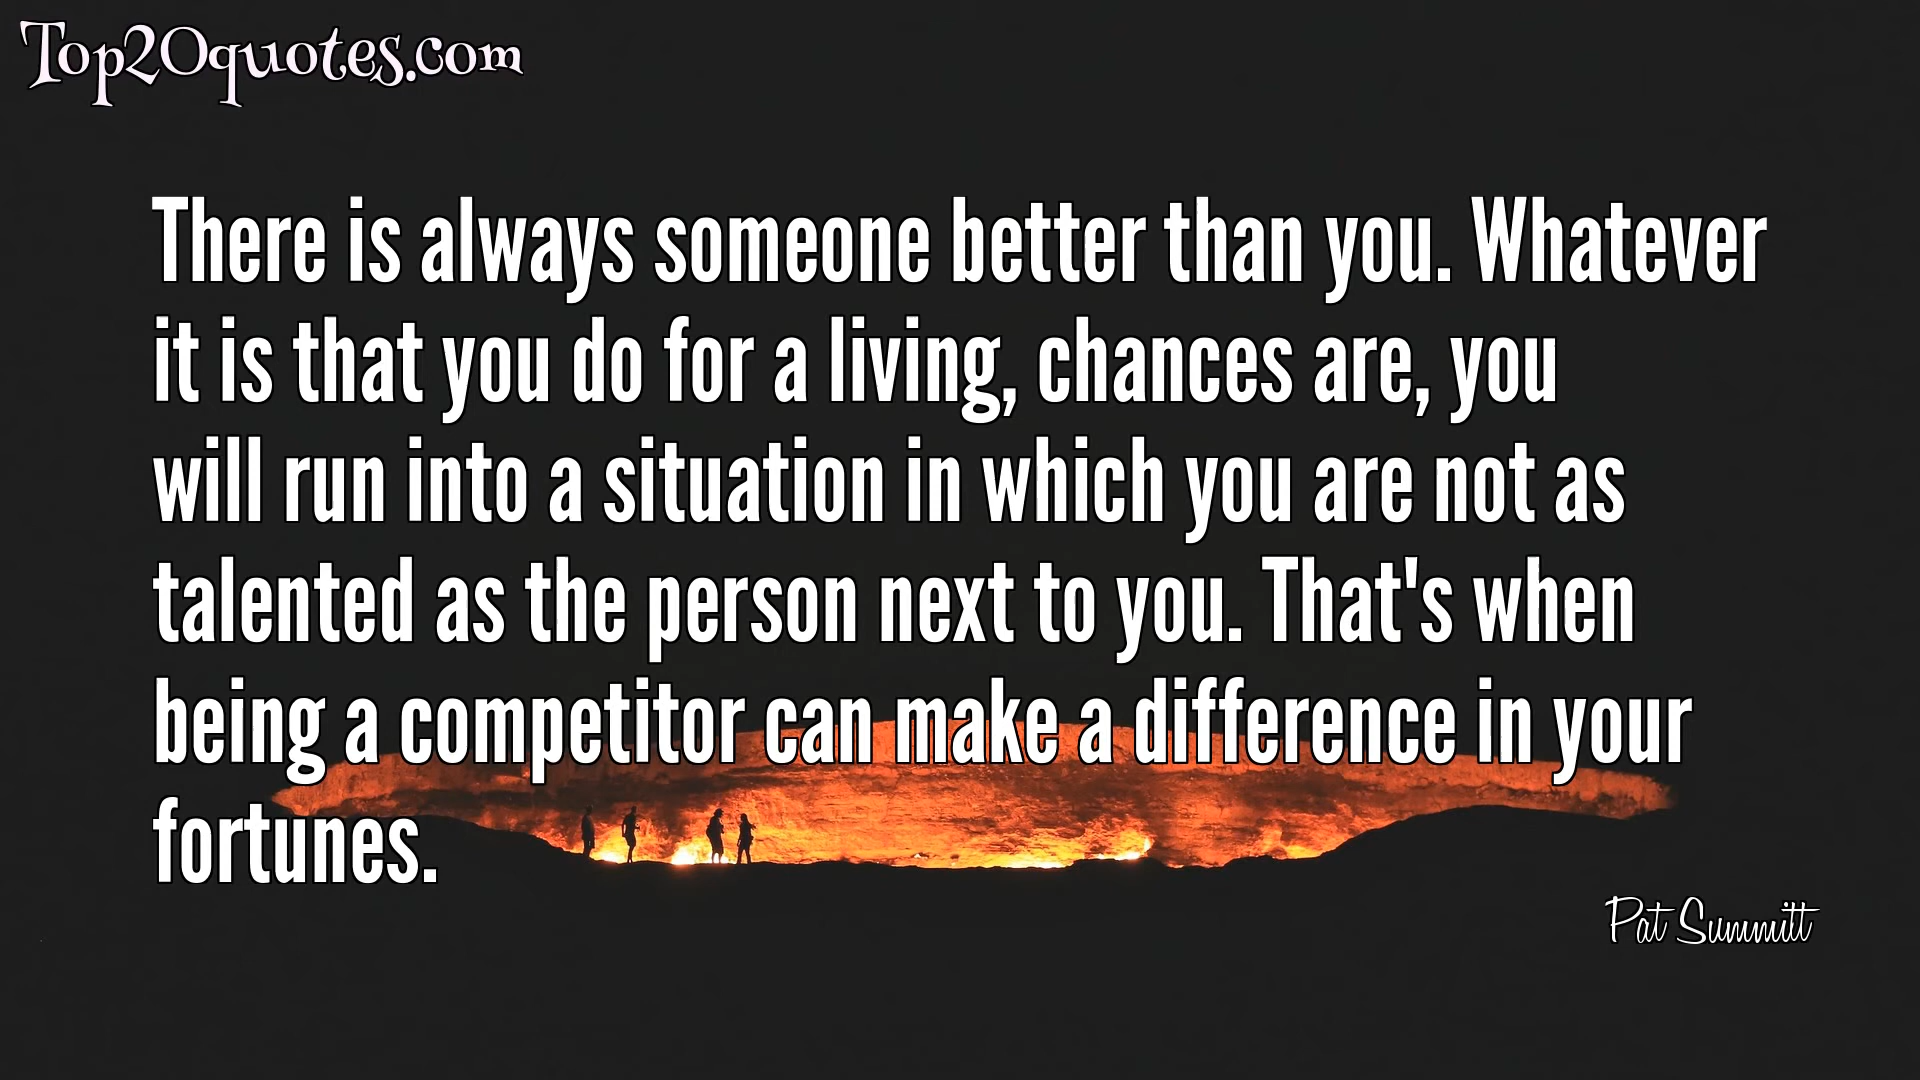 Top20quotes.com
There is always someone better than you. Whatever
it is that you do for a living, chances are, you
will run into a situation in which you are not as
talented as the person next to you. That's when
being a competitor can make a difference in your
fortunes.
Pat Summitt